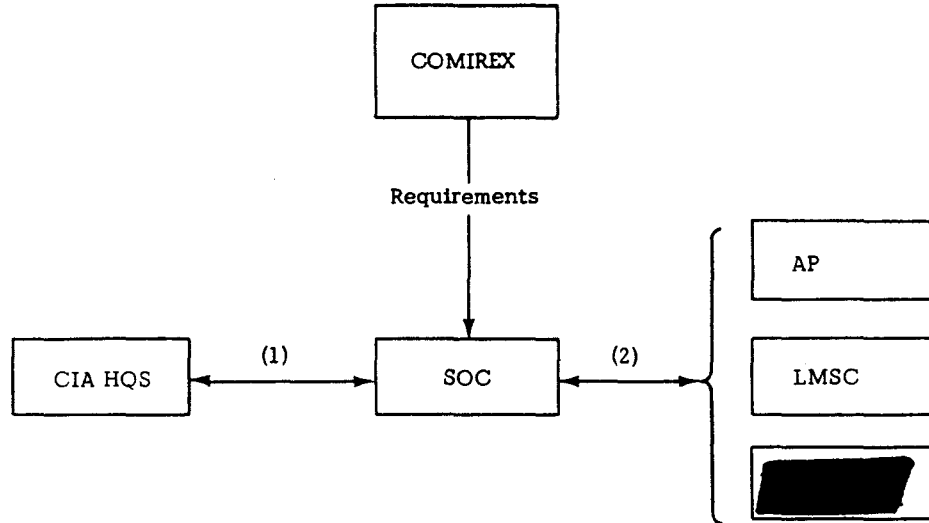 COMIREX
Requirements
AP
(1)
(2)
CIA HQS
SOC
LMSC